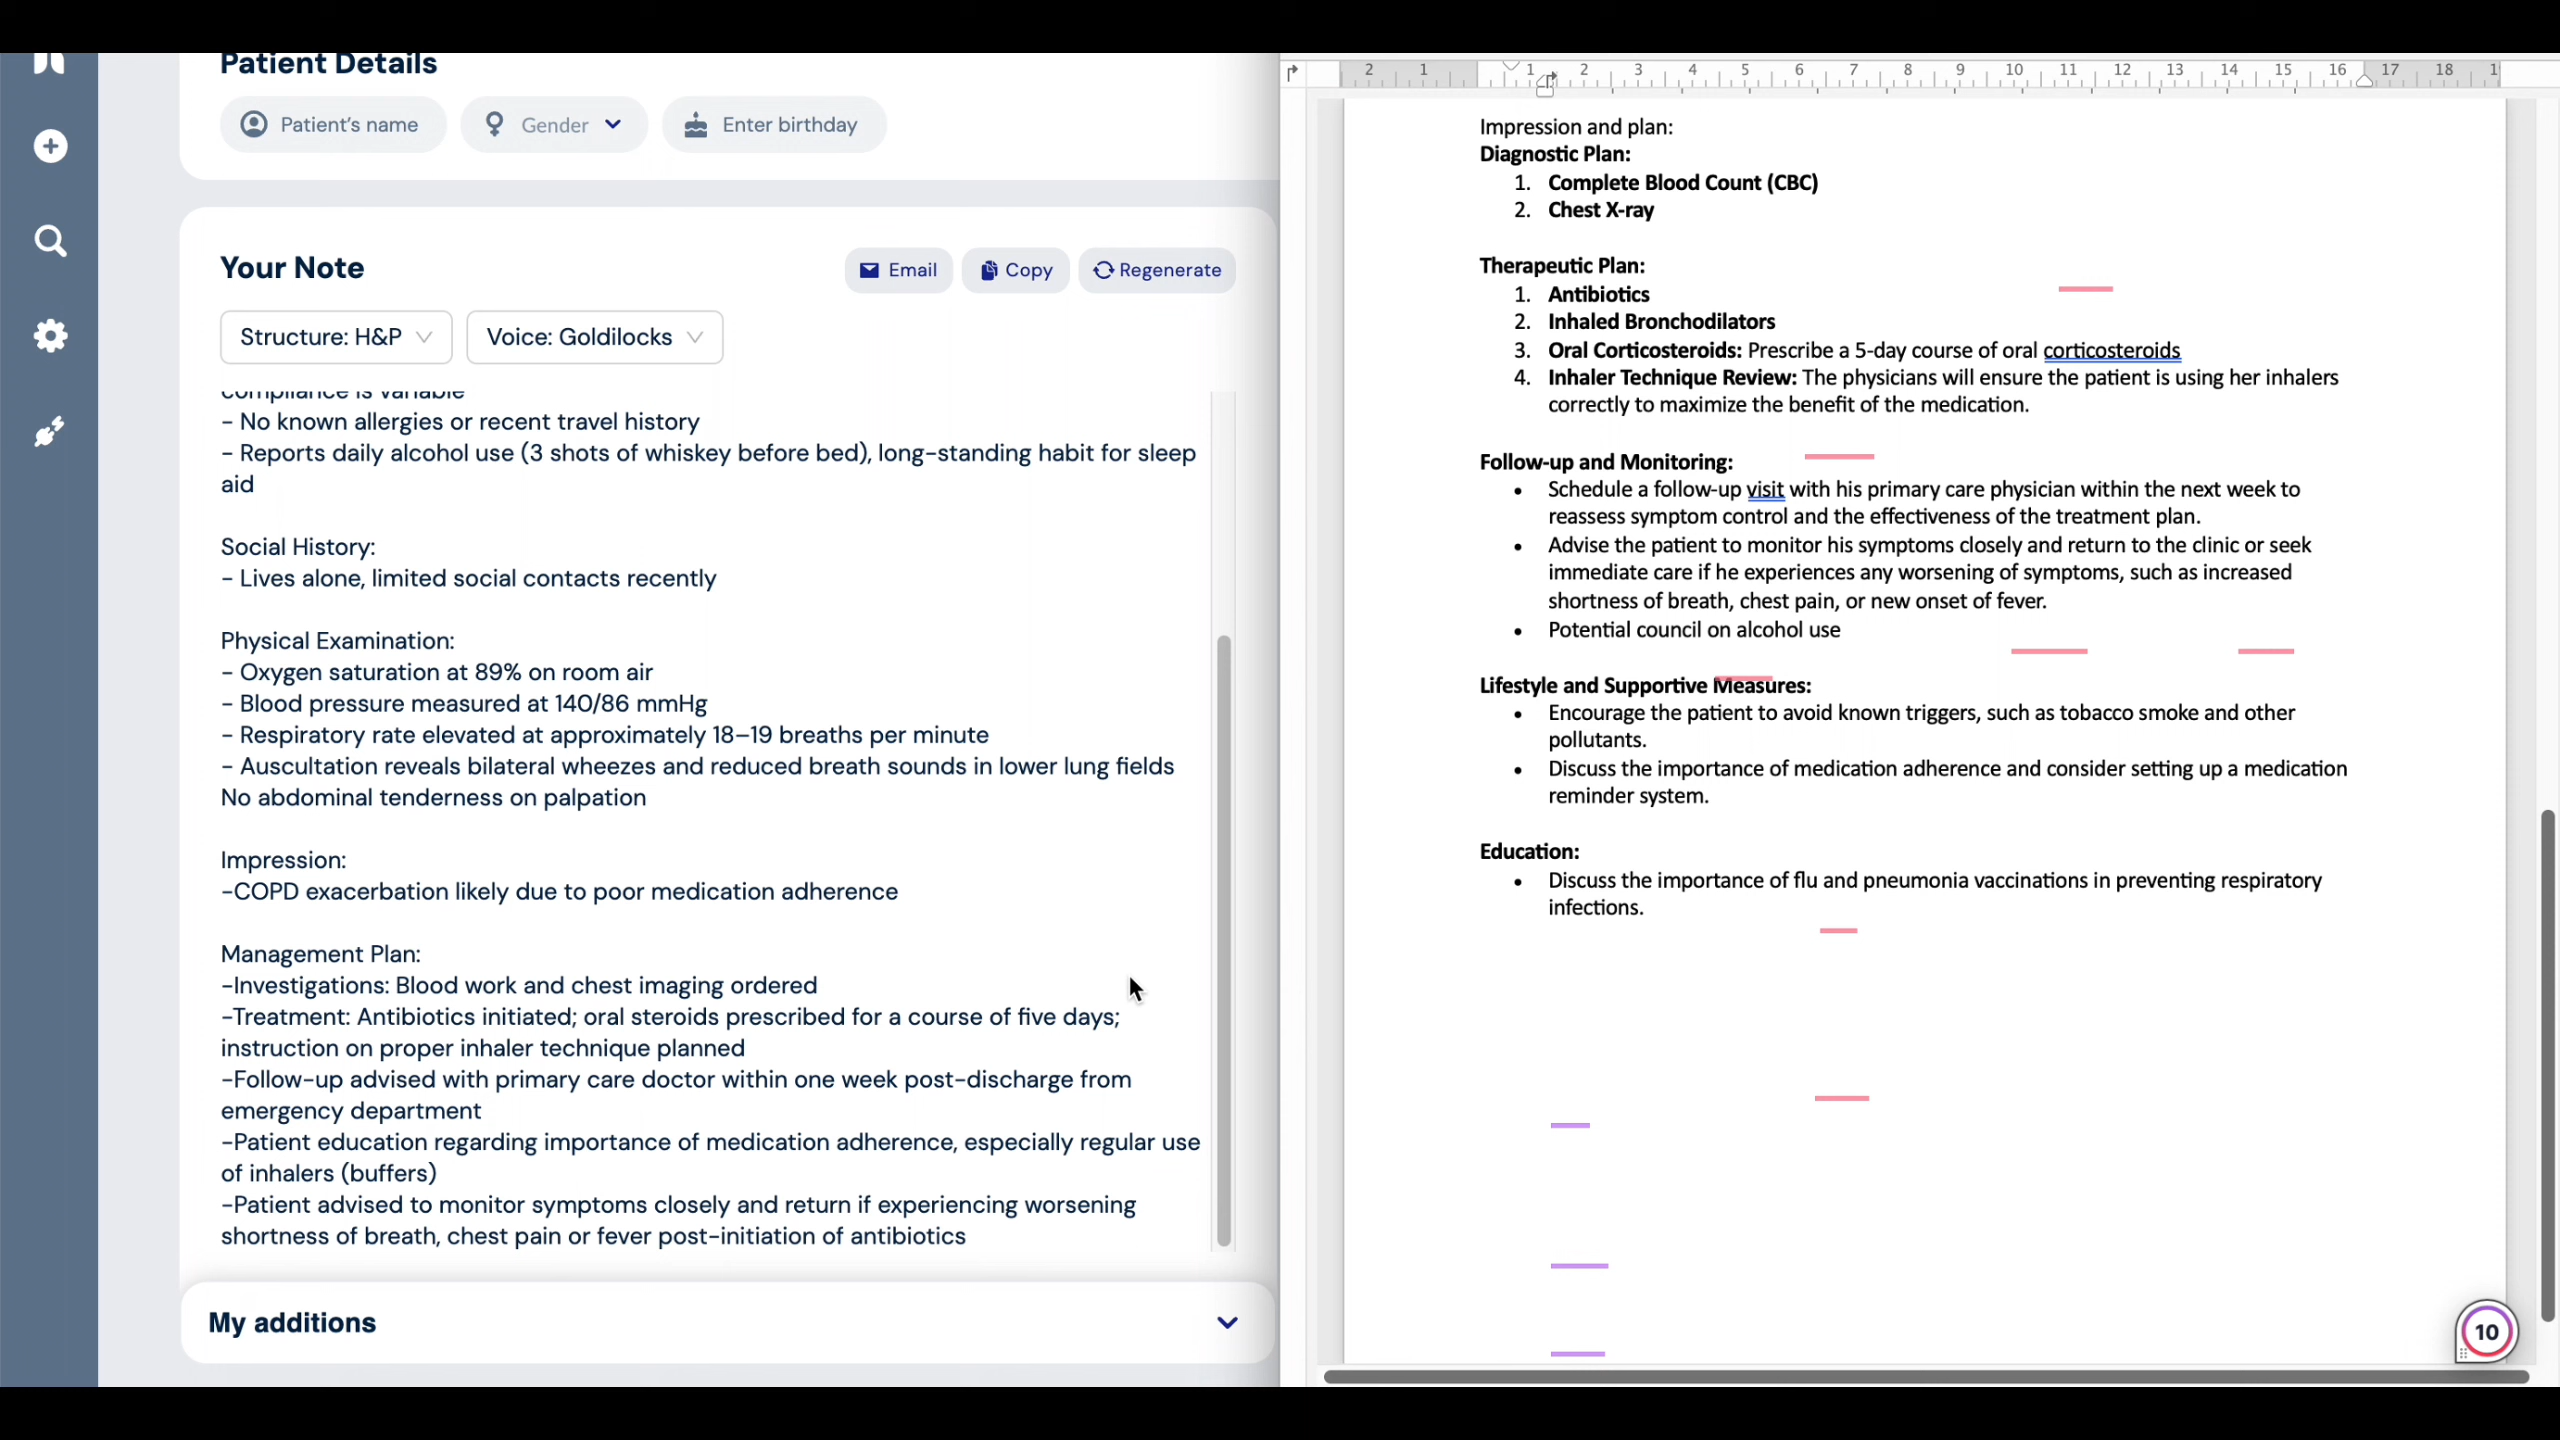 Patient Details
Patient's name
Gender
Enter birthday
Your Note
Email
Copy
Regenerate
Structure: H&P
Voice: Goldilocks
compliance is variable
- No known allergies or recent travel history
- Reports daily alcohol use (3 shots of whiskey before bed), long-standing habit for sleep
aid
Social History:
- Lives alone, limited social contacts recently
Physical Examination:
- Oxygen saturation at 89% on room air
- Blood pressure measured at 140/86 mmHg
- Respiratory rate elevated at approximately 18–19 breaths per minute
- Auscultation reveals bilateral wheezes and reduced breath sounds in lower lung fields
No abdominal tenderness on palpation
Impression:
-COPD exacerbation likely due to poor medication adherence
Management Plan:
-Investigations: Blood work and chest imaging ordered
-Treatment: Antibiotics initiated; oral steroids prescribed for a course of five days;
instruction on proper inhaler technique planned
-Follow-up advised with primary care doctor within one week post-discharge from
emergency department
-Patient education regarding importance of medication adherence, especially regular use
of inhalers (buffers)
-Patient advised to monitor symptoms closely and return if experiencing worsening
shortness of breath, chest pain or fever post-initiation of antibiotics
My additions
2 1 1 2 3 4 5 6 7 8 9 10 11 12 13 14 15 16 17 18
Impression and plan:
Diagnostic Plan:
1. Complete Blood Count (CBC)
2. Chest X-ray
Therapeutic Plan:
1. Antibiotics
2. Inhaled Bronchodilators
3. Oral Corticosteroids: Prescribe a 5-day course of oral corticosteroids
4. Inhaler Technique Review: The physicians will ensure the patient is using her inhalers
correctly to maximize the benefit of the medication.
Follow-up and Monitoring:
• Schedule a follow-up visit with his primary care physician within the next week to
reassess symptom control and the effectiveness of the treatment plan.
• Advise the patient to monitor his symptoms closely and return to the clinic or seek
immediate care if he experiences any worsening of symptoms, such as increased
shortness of breath, chest pain, or new onset of fever.
• Potential council on alcohol use
Lifestyle and Supportive Measures:
• Encourage the patient to avoid known triggers, such as tobacco smoke and other
pollutants.
• Discuss the importance of medication adherence and consider setting up a medication
reminder system.
Education:
• Discuss the importance of flu and pneumonia vaccinations in preventing respiratory
infections.
10